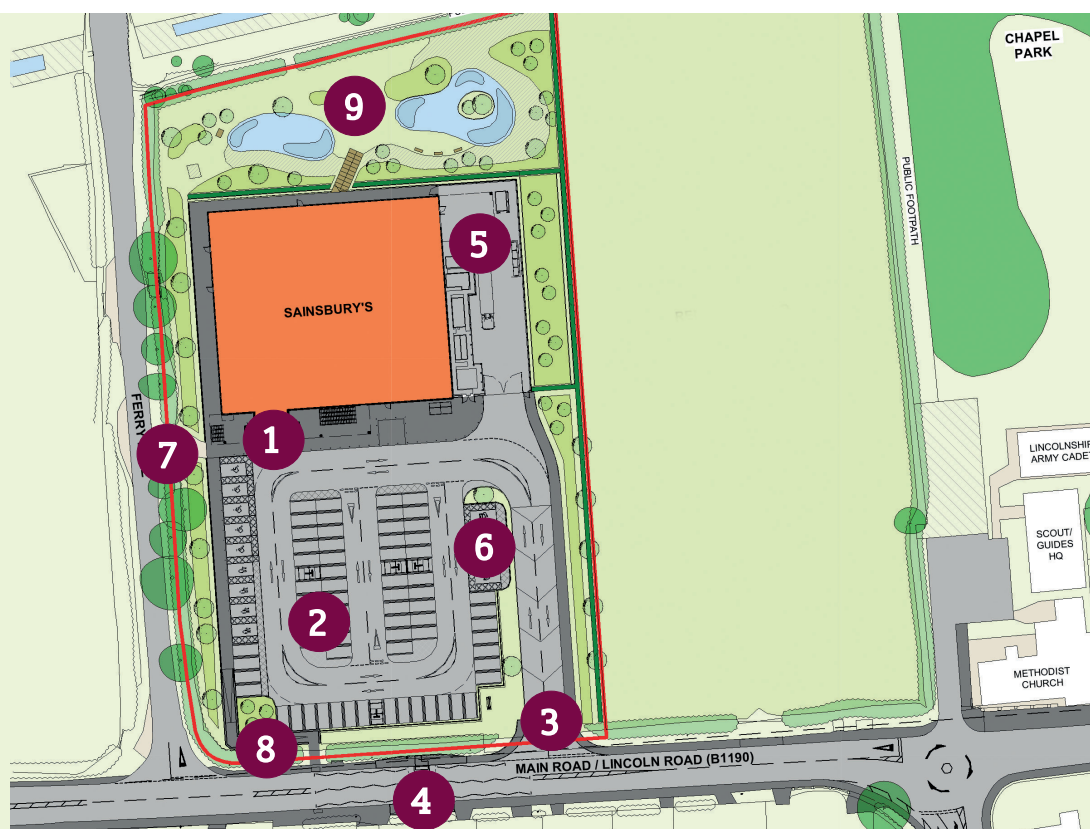 CHAPEL
PARK
9
PUBLIC FOOTPATH
5
SAINSBURY'S
FERRY
7
1
LINCOLNSHIRE
ARMY CADET
6
SCOUT/
GUIDES
HQ
2
METHODIST
CHURCH
3
8
MAIN ROAD / LINCOLN ROAD (B1190)
4